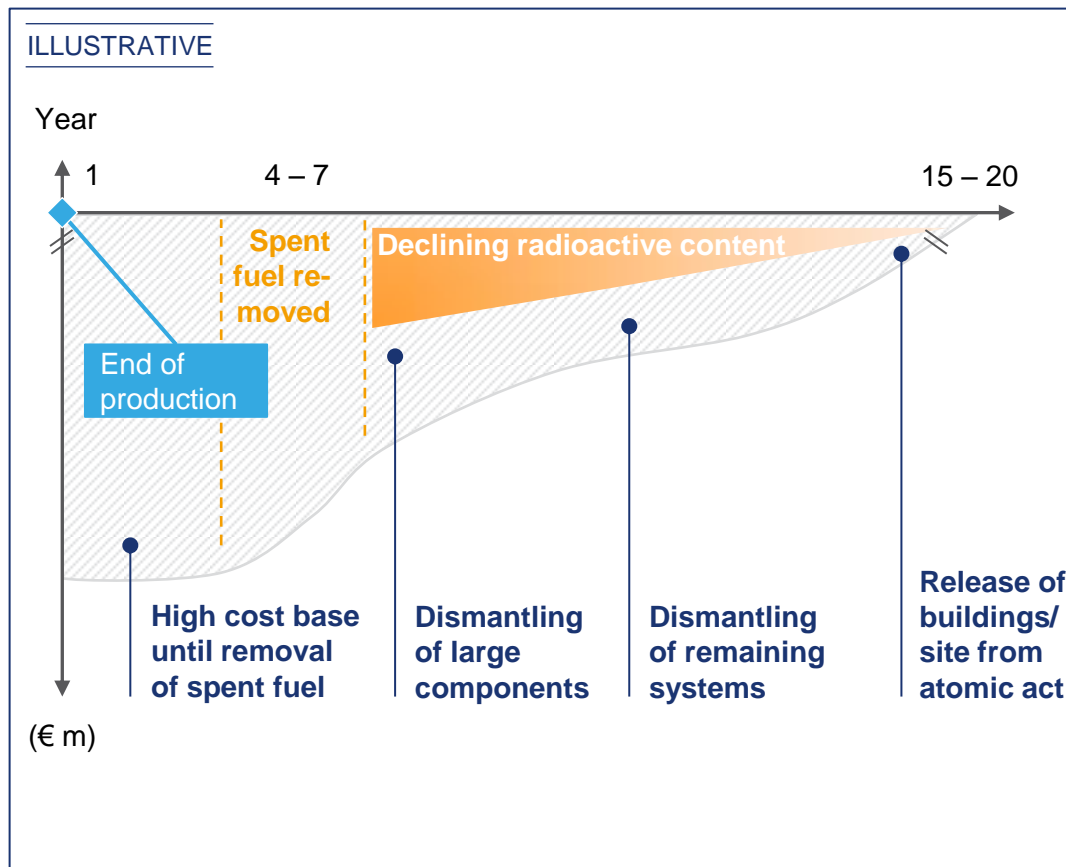 ILLUSTRATIVE
Year
1
4 – 7
15 – 20
Spent
fuel re-
moved
Declining radioactive content
End of
production
High cost base
until removal
of spent fuel
Dismantling
of large
components
Dismantling
of remaining
systems
Release of
buildings/
site from
atomic act
(€ m)